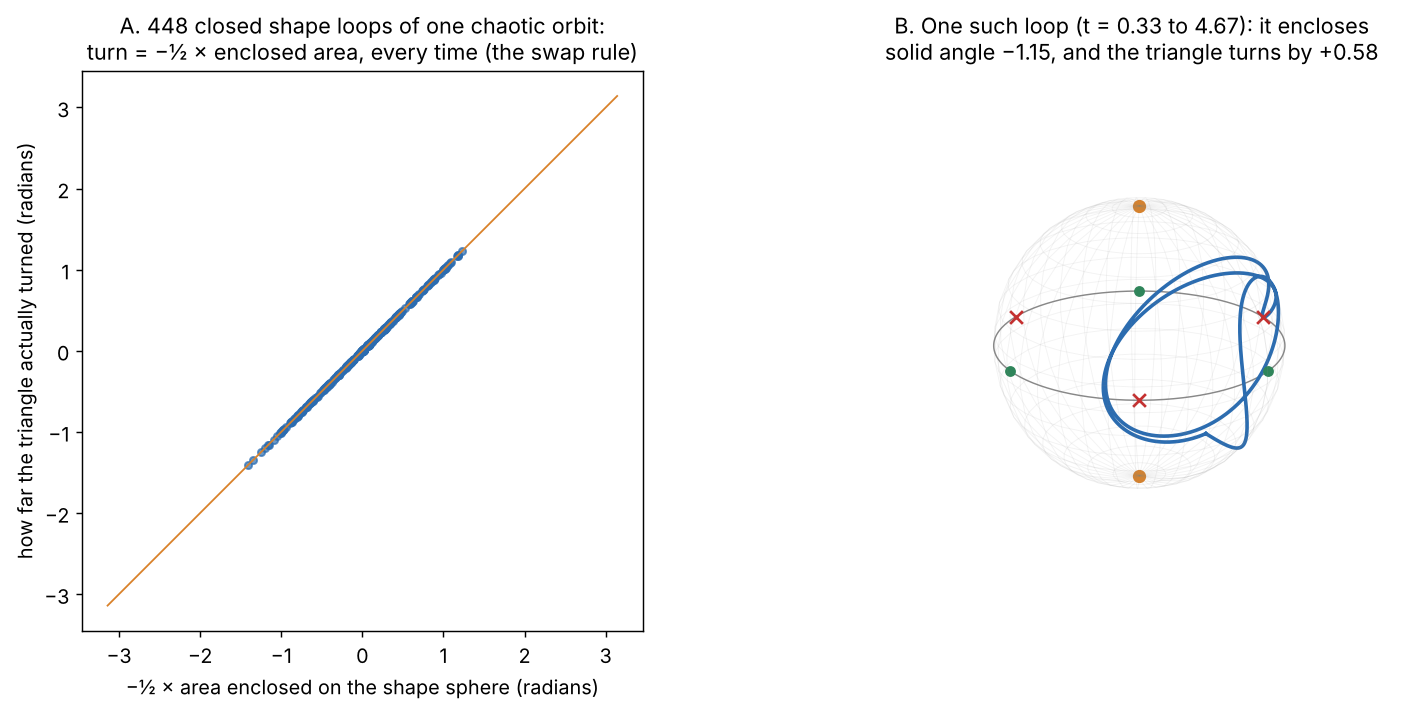 A. 448 closed shape loops of one chaotic orbit:
turn = −½ × enclosed area, every time (the swap rule)
how far the triangle actually turned (radians)
3
2
1
0
−1
−2
−3
−3
−2
−1
0
1
2
3
−½ × area enclosed on the shape sphere (radians)
B. One such loop (t = 0.33 to 4.67): it encloses
solid angle −1.15, and the triangle turns by +0.58